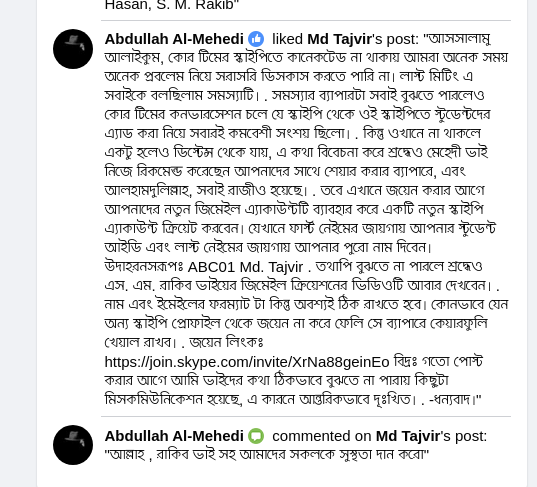 Hasan, S. M. Rakib"
Abdullah Al-Mehedi liked Md Tajvir's post: "আসসালামু
আলাইকুম, কোর টিমের স্কাইপিতে কানেকটেড না থাকায় আমরা অনেক সময়
অনেক প্রবলেম নিয়ে সরাসরি ডিসকাস করতে পারি না। লাস্ট মিটিং এ
সবাইকে বলছিলাম সমস্যাটি। . সমস্যার ব্যাপারটা সবাই বুঝতে পারলেও
কোর টিমের কনভারসেশন চলে যে স্কাইপি থেকে ওই স্কাইপিতে স্টুডেন্টদের
এ্যাড করা নিয়ে সবারই কমবেশী সংশয় ছিলো। . কিন্তু ওখানে না থাকলে
একটু হলেও ডিস্টেন্স থেকে যায়, এ কথা বিবেচনা করে শ্রদ্ধেও মেহেদী ভাই
নিজে রিকমেন্ড করেছেন আপনাদের সাথে শেয়ার করার ব্যাপারে, এবং
আলহামদুলিল্লাহ, সবাই রাজীও হয়েছে। . তবে এখানে জয়েন করার আগে
আপনাদের নতুন জিমেইল এ্যাকাউন্টটি ব্যাবহার করে একটি নতুন স্কাইপি
এ্যাকাউন্ট ক্রিয়েট করবেন। যেখানে ফার্স্ট নেইমের জায়গায় আপনার স্টুডেন্ট
আইডি এবং লাস্ট নেইমের জায়গায় আপনার পুরো নাম দিবেন।
উদাহরনসরূপঃ ABC01 Md. Tajvir . তথাপি বুঝতে না পারলে শ্রদ্ধেও
এস. এম. রাকিব ভাইয়ের জিমেইল ক্রিয়েশনের ভিডিওটি আবার দেখবেন। .
নাম এবং ইমেইলের ফরম্যাট টা কিন্তু অবশ্যই ঠিক রাখতে হবে। কোনভাবে যেন
অন্য স্কাইপি প্রোফাইল থেকে জয়েন না করে ফেলি সে ব্যাপারে কেয়ারফুলি
খেয়াল রাখব। . জয়েন লিংকঃ
https://join.skype.com/invite/XrNa88geinEo বিদ্রঃ গতো পোস্ট
করার আগে আমি ভাইদের কথা ঠিকভাবে বুঝতে না পারায় কিছুটা
মিসকমিউনিকেশন হয়েছে, এ কারনে আন্তরিকভাবে দূঃখিত। . -ধন্যবাদ।"
Abdullah Al-Mehedi commented on Md Tajvir's post:
"আল্লাহ , রাকিব ভাই সহ আমাদের সকলকে সুস্থতা দান করো"